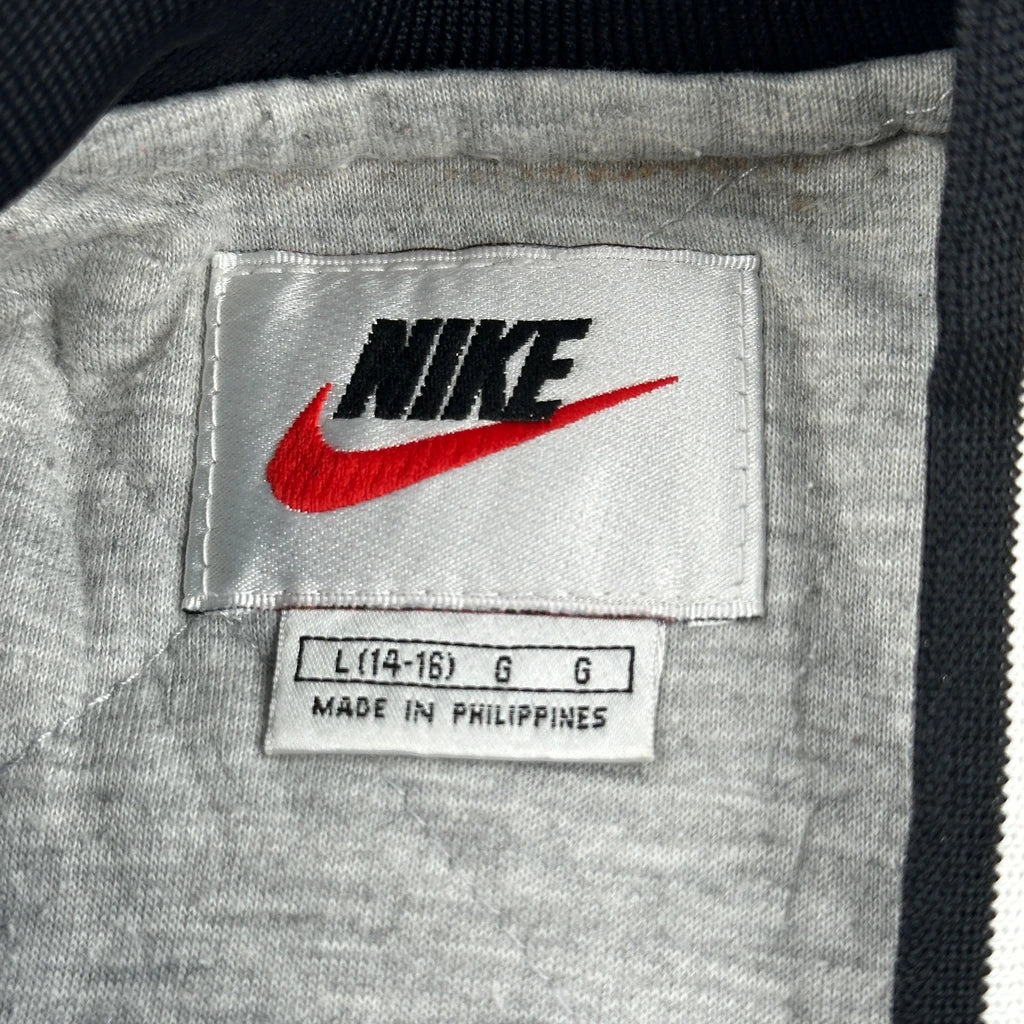 NIKE
L (14-16) G G
MADE IN PHILIPPINES